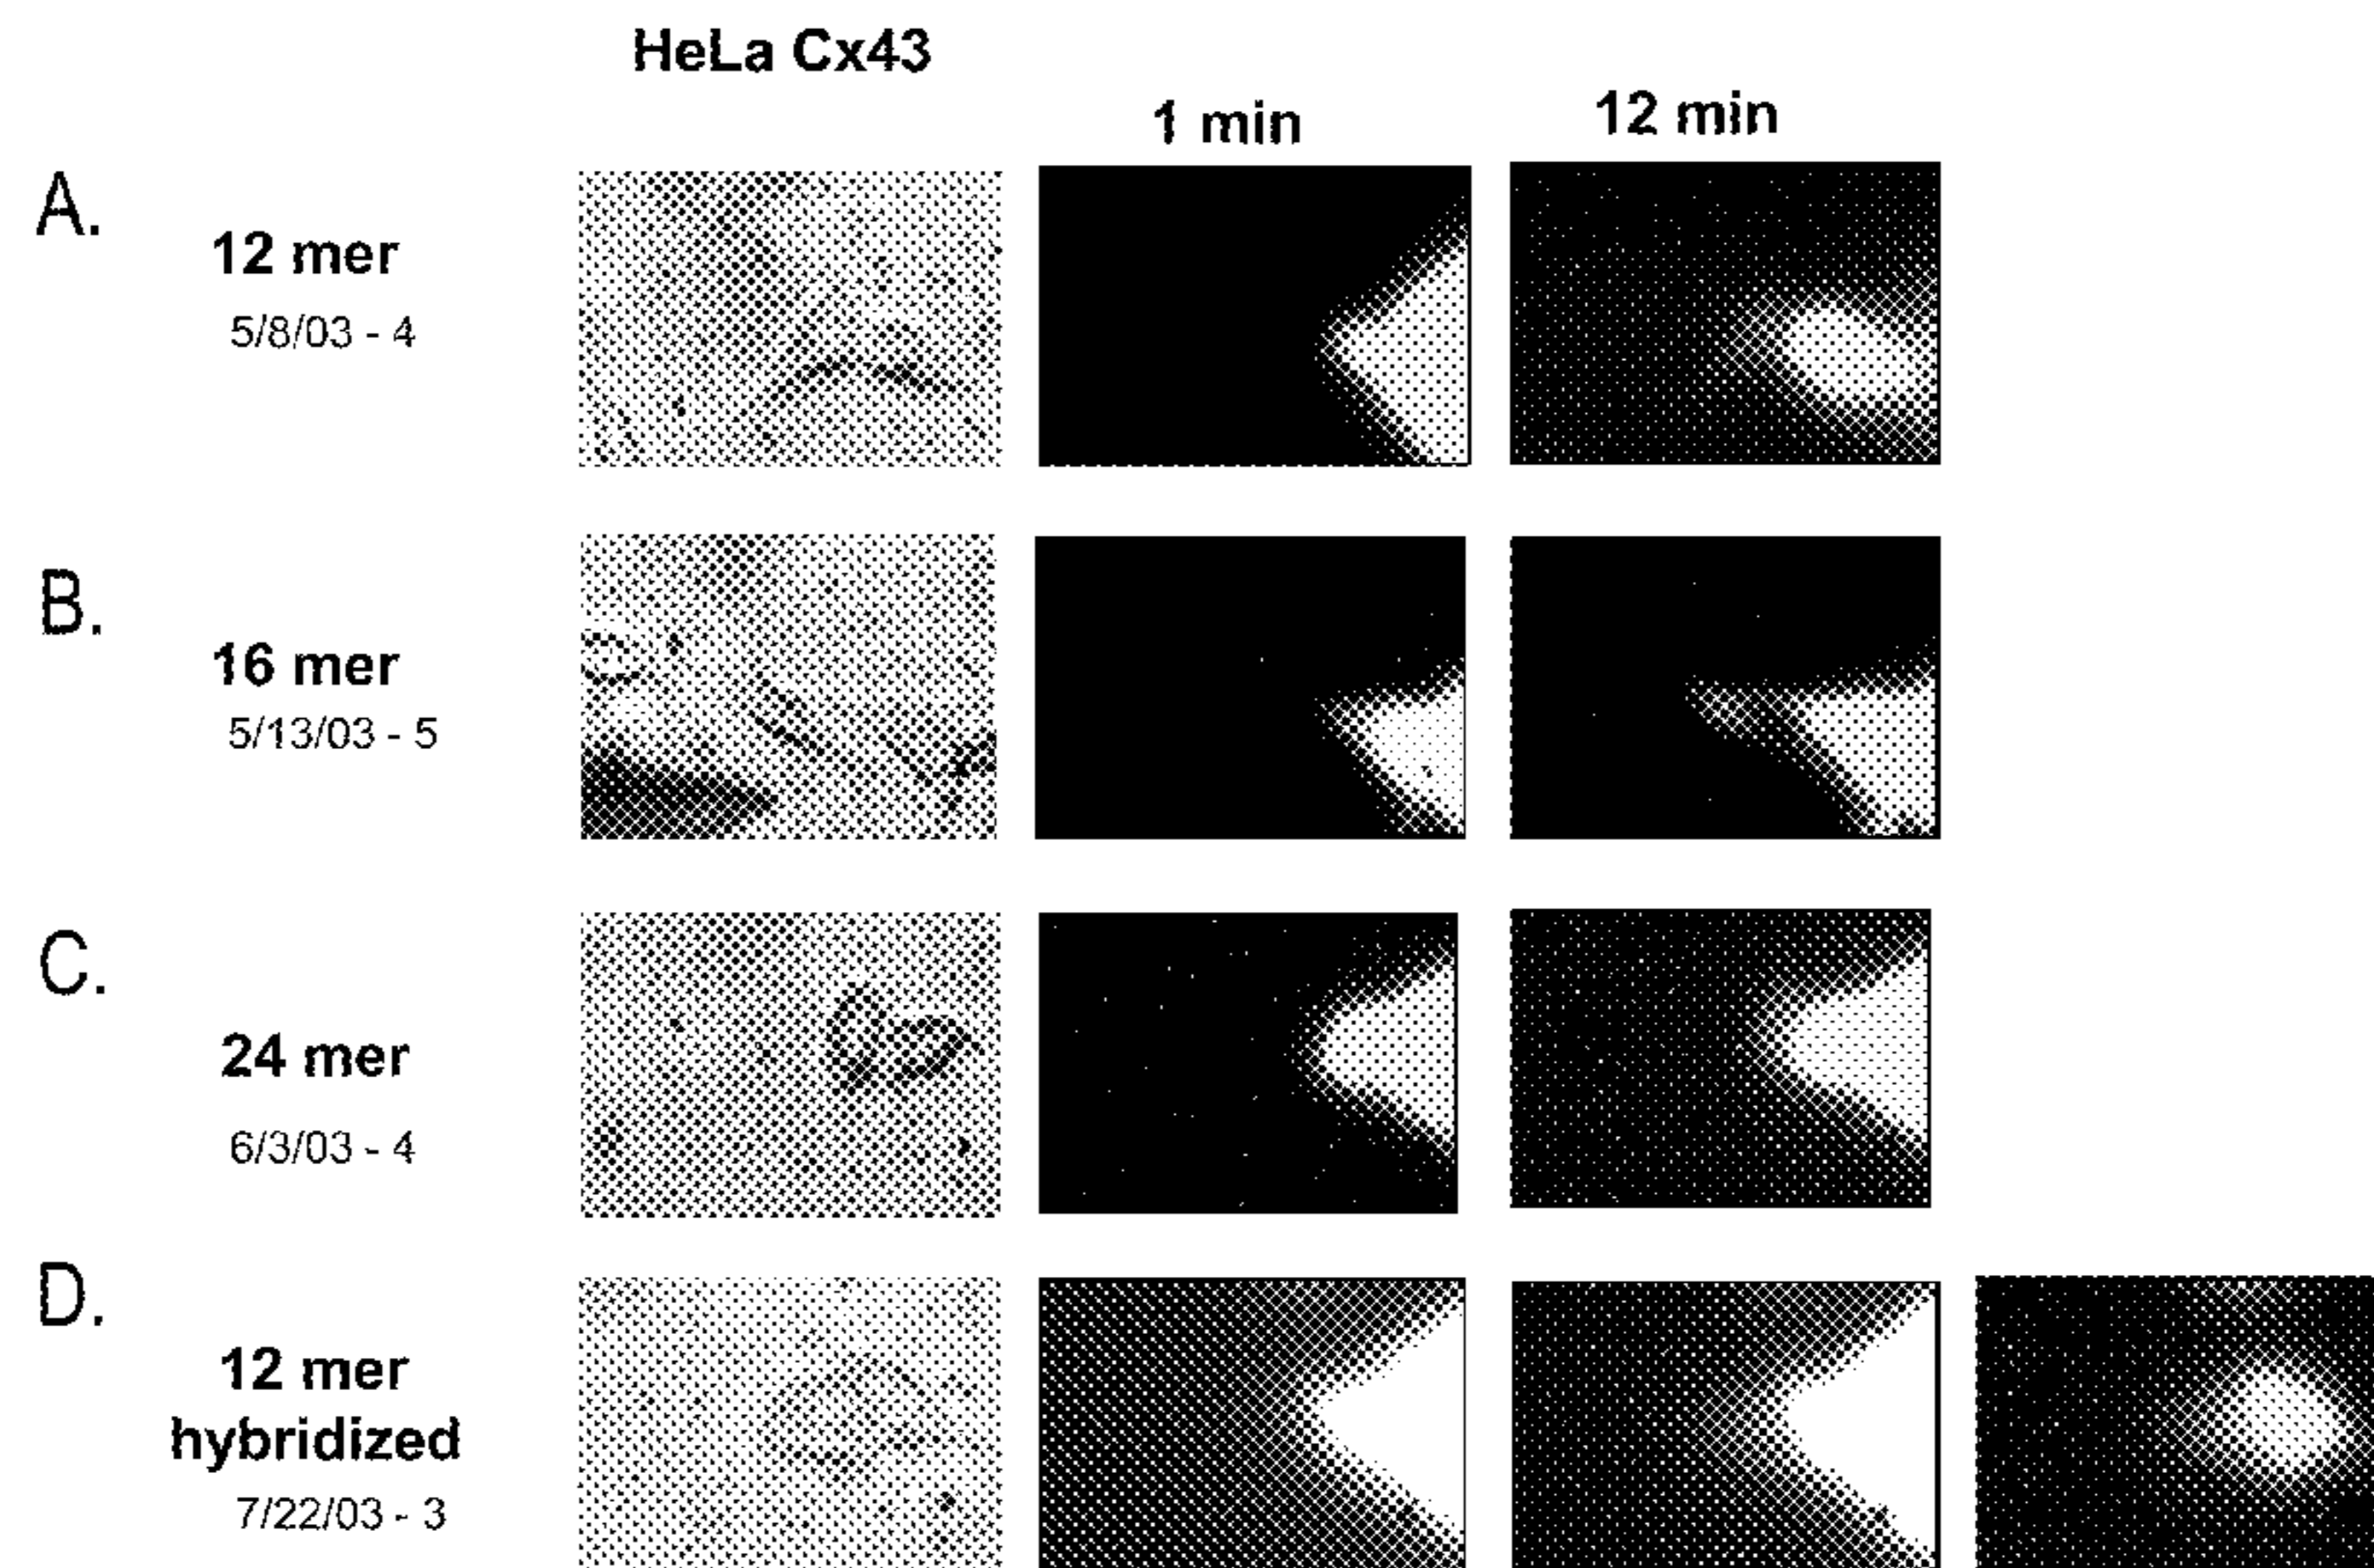 HeLa Cx43
1 min
12 min
A.
12 mer
5/8/03 - 4
B.
16 mer
5/13/03 - 5
C.
24 mer
6/3/03 - 4
D.
12 mer
hybridized
7/22/03 - 3